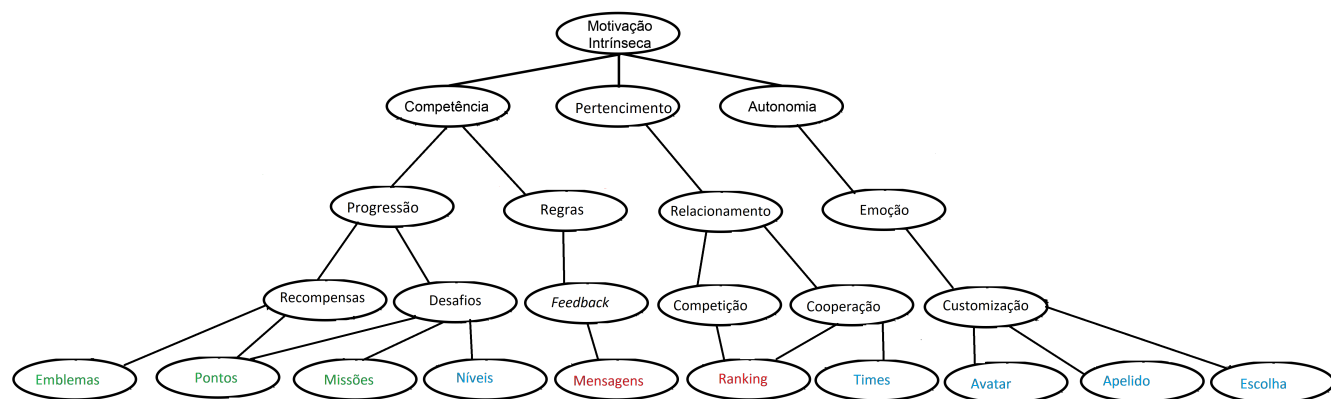 Motivação
Intrínseca
Competência
Pertencimento
Autonomia
Progressão
Regras
Relacionamento
Emoção
Recompensas
Desafios
Feedback
Competição
Cooperação
Customização
Emblemas
Pontos
Missões
Níveis
Mensagens
Ranking
Times
Avatar
Apelido
Escolha